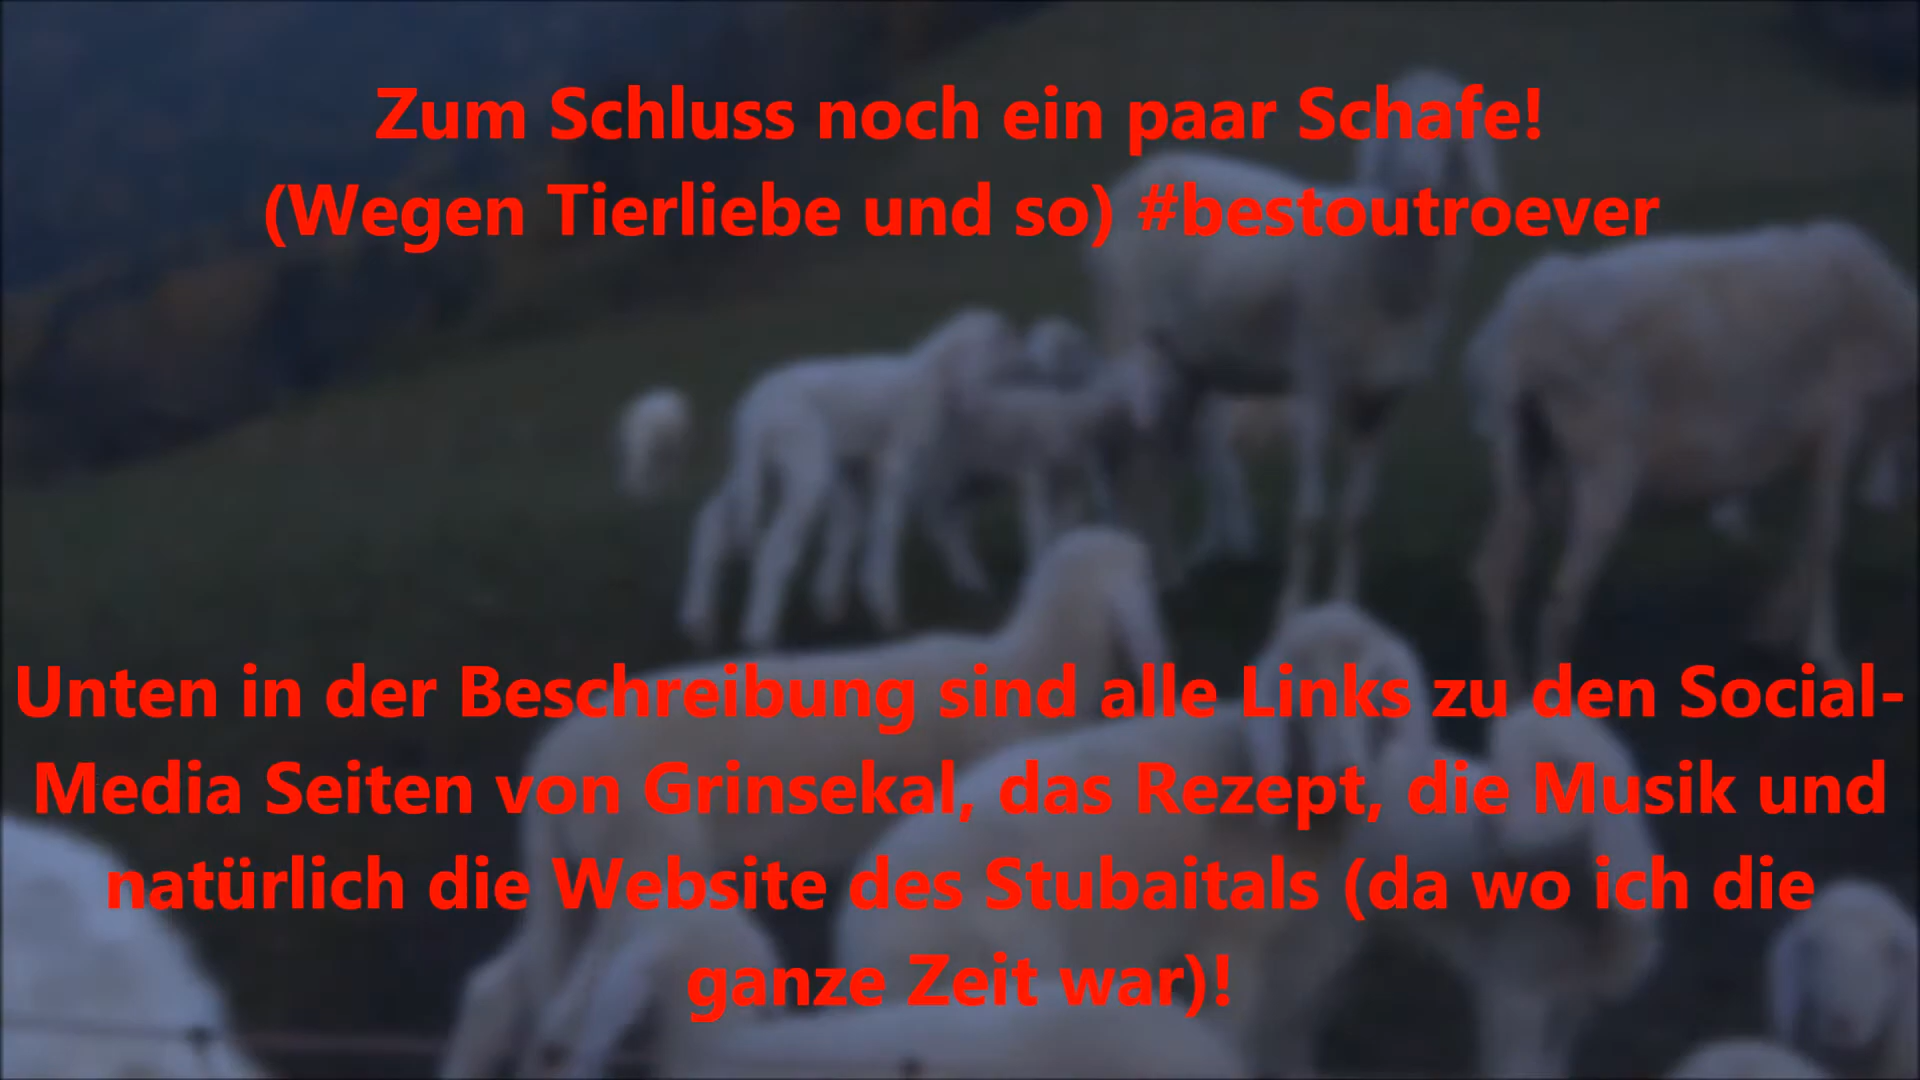 Zum Schluss noch ein paar Schafe!
(Wegen Tierliebe und so) #bestoutroever
Unten in der Beschreibung sind alle Links zu den Social-
Media Seiten von Grinsekal, das Rezept, die Musik und
natürlich die Website des Stubaitals (da wo ich die
ganze Zeit war)!